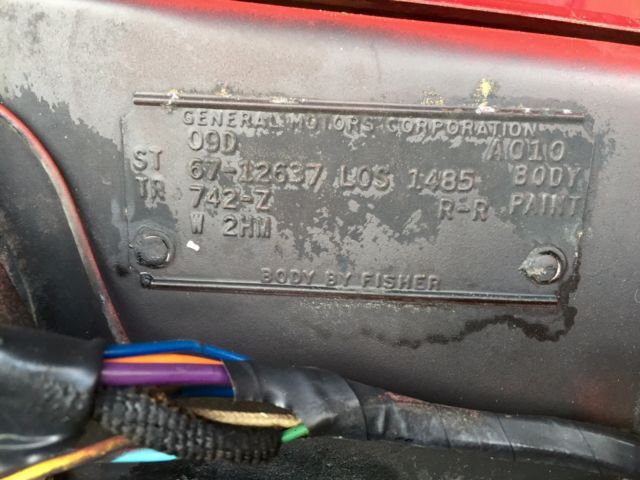 GENERAL MOTORS CORPORATION
09D A010
ST 67-12637 LOS 1485 BODY
TR 742-Z R-R PAINT
W 2HM
BODY BY FISHER